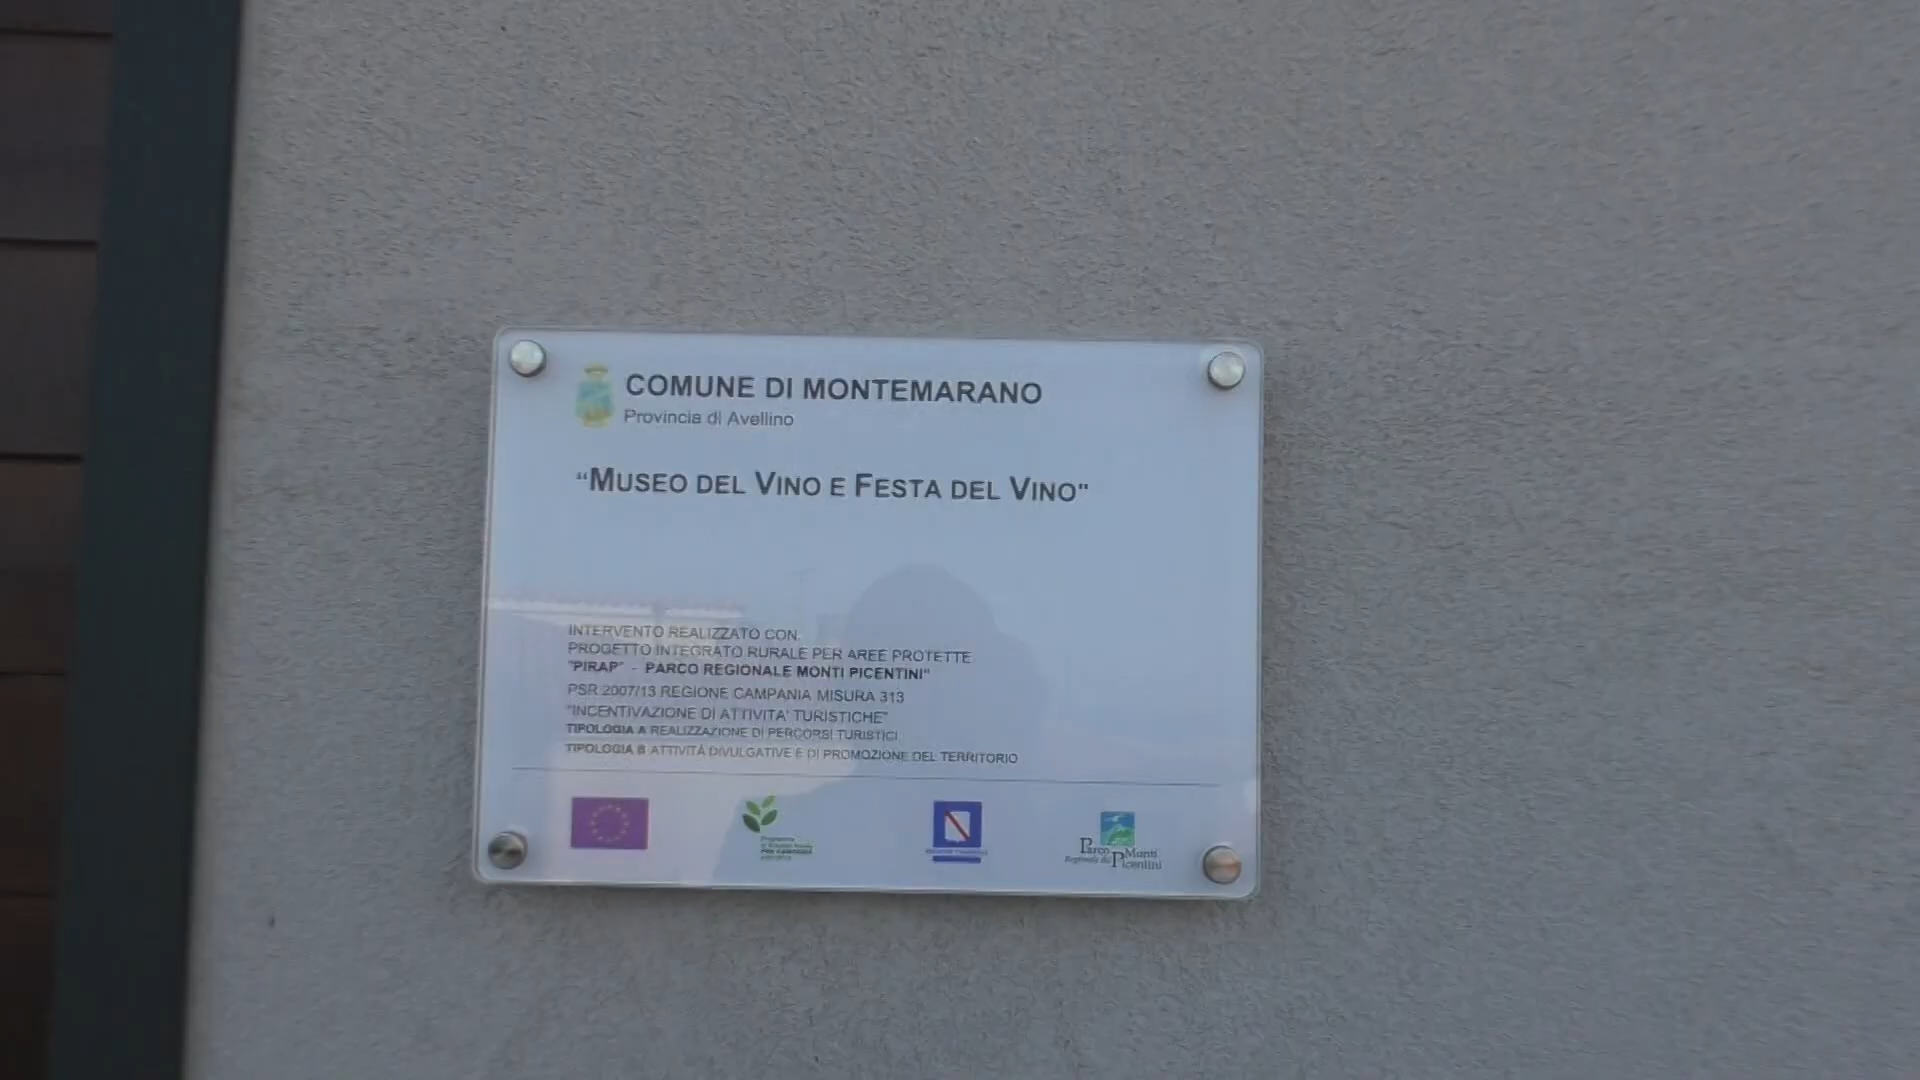 COMUNE DI MONTEMARANO
Provincia di Avellino
“MUSEO DEL VINO E FESTA DEL VINO"
INTERVENTO REALIZZATO CON:
PROGETTO INTEGRATO RURALE PER AREE PROTETTE
"PIRAP" - PARCO REGIONALE MONTI PICENTINI"
PSR 2007/13 REGIONE CAMPANIA MISURA 313
"INCENTIVAZIONE DI ATTIVITA' TURISTICHE"
TIPOLOGIA A REALIZZAZIONE DI PERCORSI TURISTICI
TIPOLOGIA B ATTIVITÀ DIVULGATIVE E DI PROMOZIONE DEL TERRITORIO
Parco Monti
Regionale dei Picentini